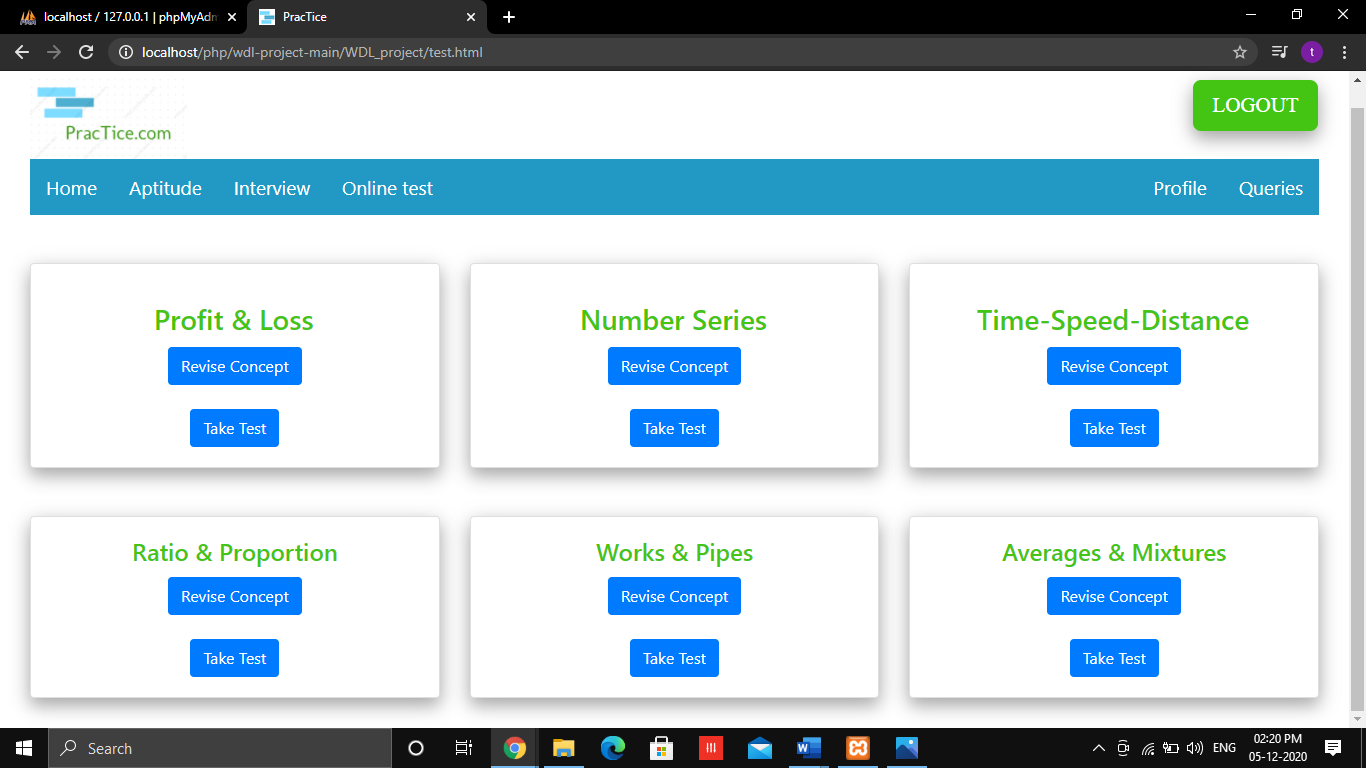 localhost / 127.0.0.1 | phpMyAdm
PracTice
localhost/php/wdl-project-main/WDL_project/test.html
t
PracTice.com
LOGOUT
Home Aptitude Interview Online test Profile Queries
Profit & Loss Number Series Time-Speed-Distance
Revise Concept Revise Concept Revise Concept
Take Test Take Test Take Test
Ratio & Proportion Works & Pipes Averages & Mixtures
Revise Concept Revise Concept Revise Concept
Take Test Take Test Take Test
Search
ENG
02:20 PM
05-12-2020